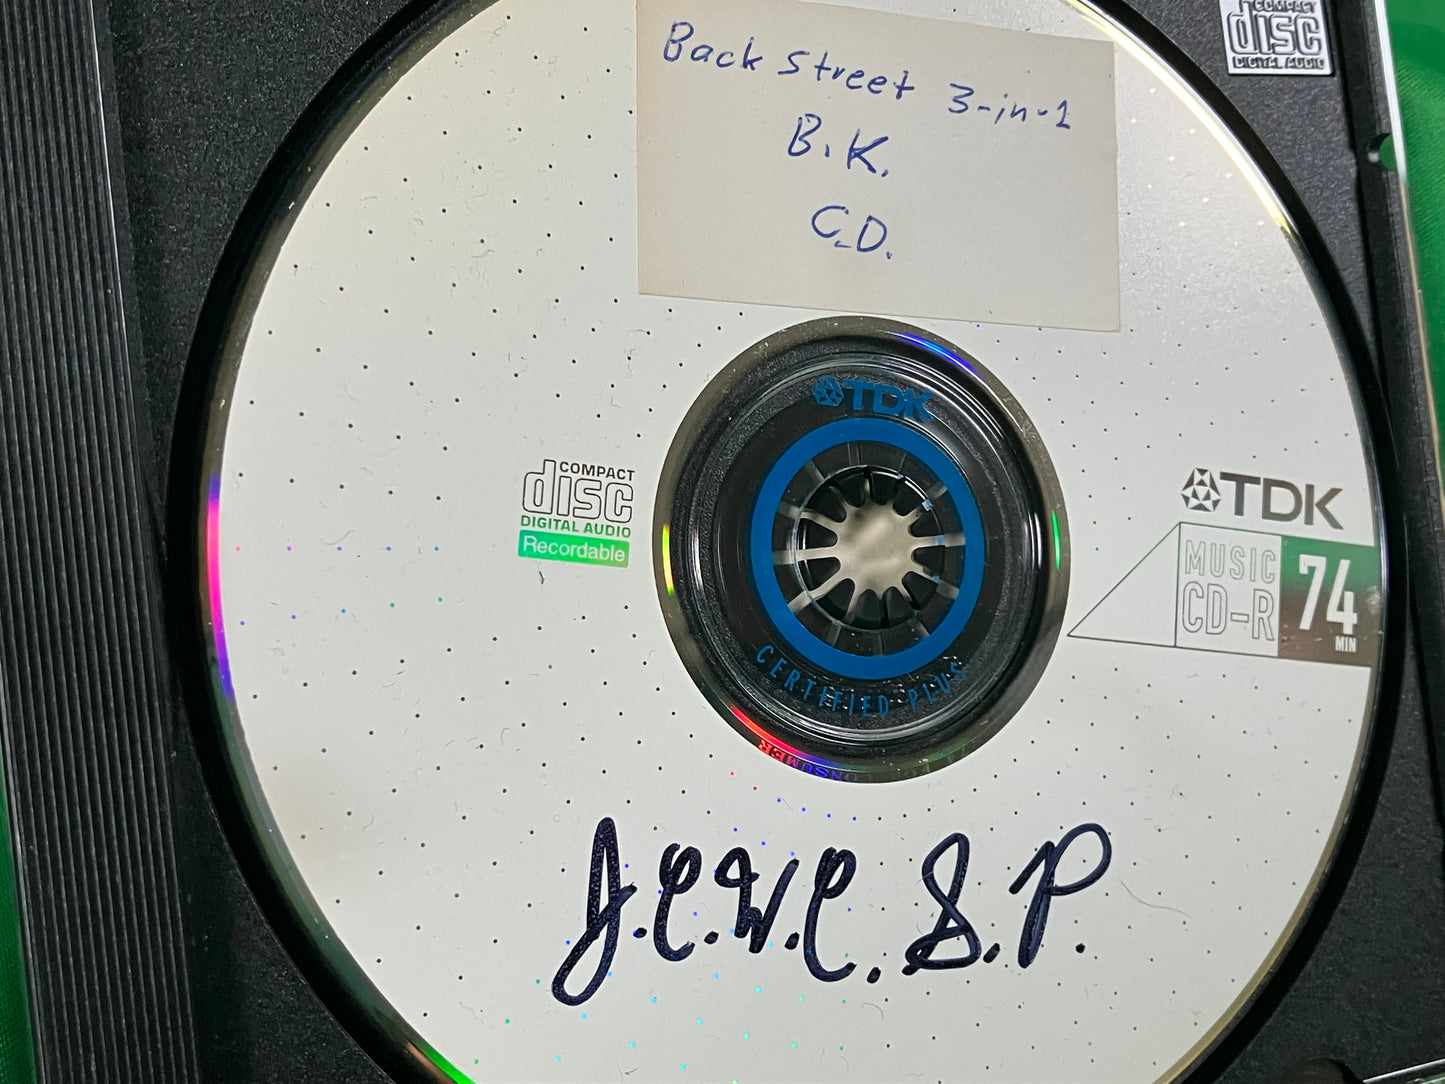 Back Street 3-in-1
B.K.
C.D.
COMPACT
disc
DIGITAL AUDIO
TDK
COMPACT
disc
DIGITAL AUDIO
Recordable
TDK
MUSIC
CD-R
74
MIN
CERTIFIED PLUS
CONSUMER
J.C.W.C. S.P.